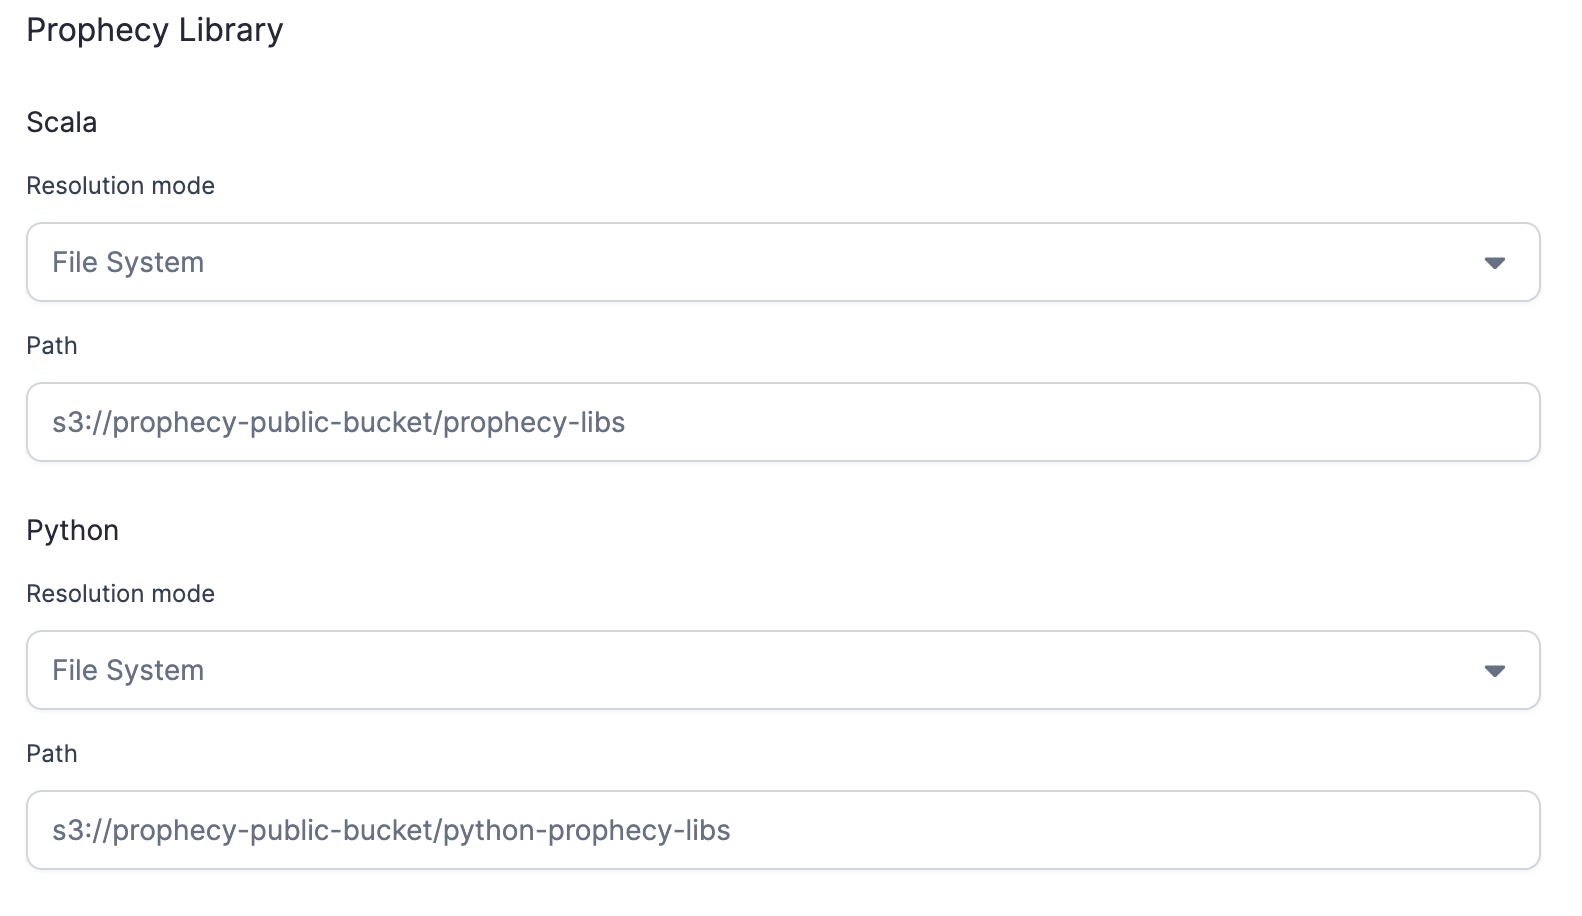 Prophecy Library
Scala
Resolution mode
File System
Path
s3://prophecy-public-bucket/prophecy-libs
Python
Resolution mode
File System
Path
s3://prophecy-public-bucket/python-prophecy-libs